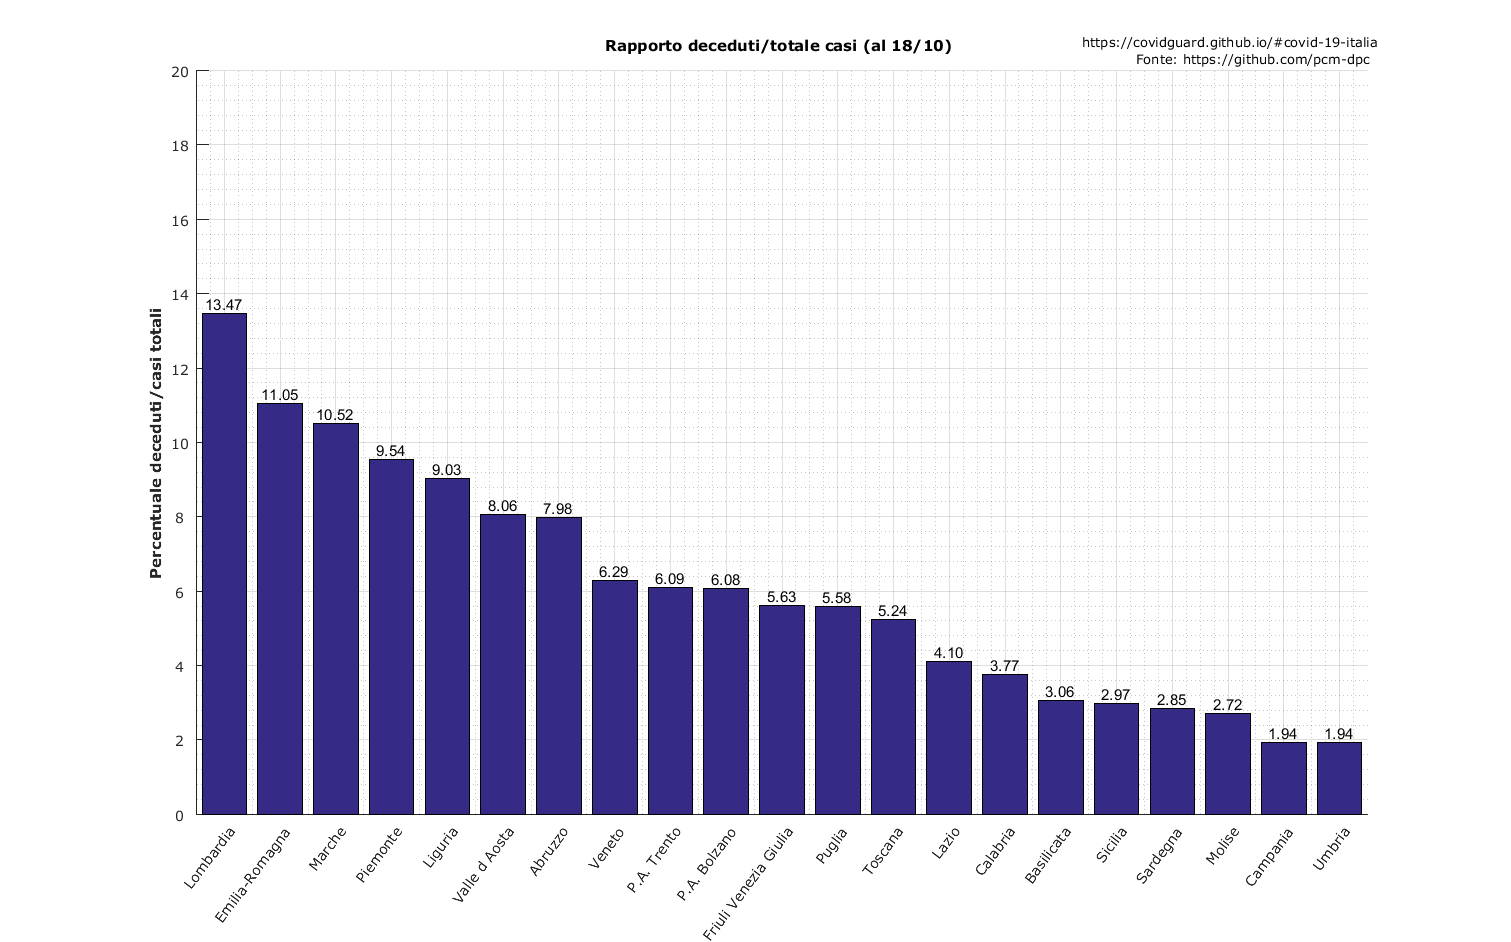 Rapporto deceduti/totale casi (al 18/10)
https://covidguard.github.io/#covid-19-italia
Fonte: https://github.com/pcm-dpc
Percentuale deceduti/casi totali
20
18
16
14
12
10
8
6
4
2
0
13.47
11.05
10.52
9.54
9.03
8.06
7.98
6.29
6.09
6.08
5.63
5.58
5.24
4.10
3.77
3.06
2.97
2.85
2.72
1.94
1.94
Lombardia
Emilia-Romagna
Marche
Piemonte
Liguria
Valle d Aosta
Abruzzo
Veneto
P.A. Trento
P.A. Bolzano
Friuli Venezia Giulia
Puglia
Toscana
Lazio
Calabria
Basilicata
Sicilia
Sardegna
Molise
Campania
Umbria